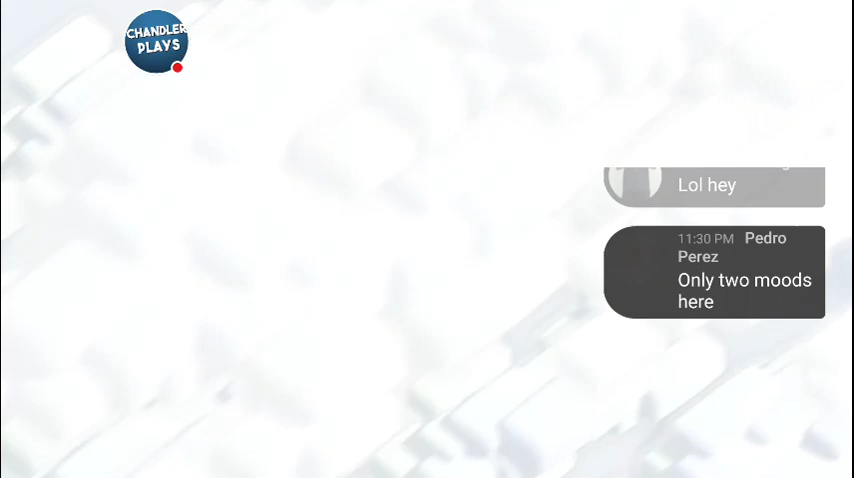 CHANDLER
PLAYS
Lol hey
11:30 PM Pedro
Perez
Only two moods
here